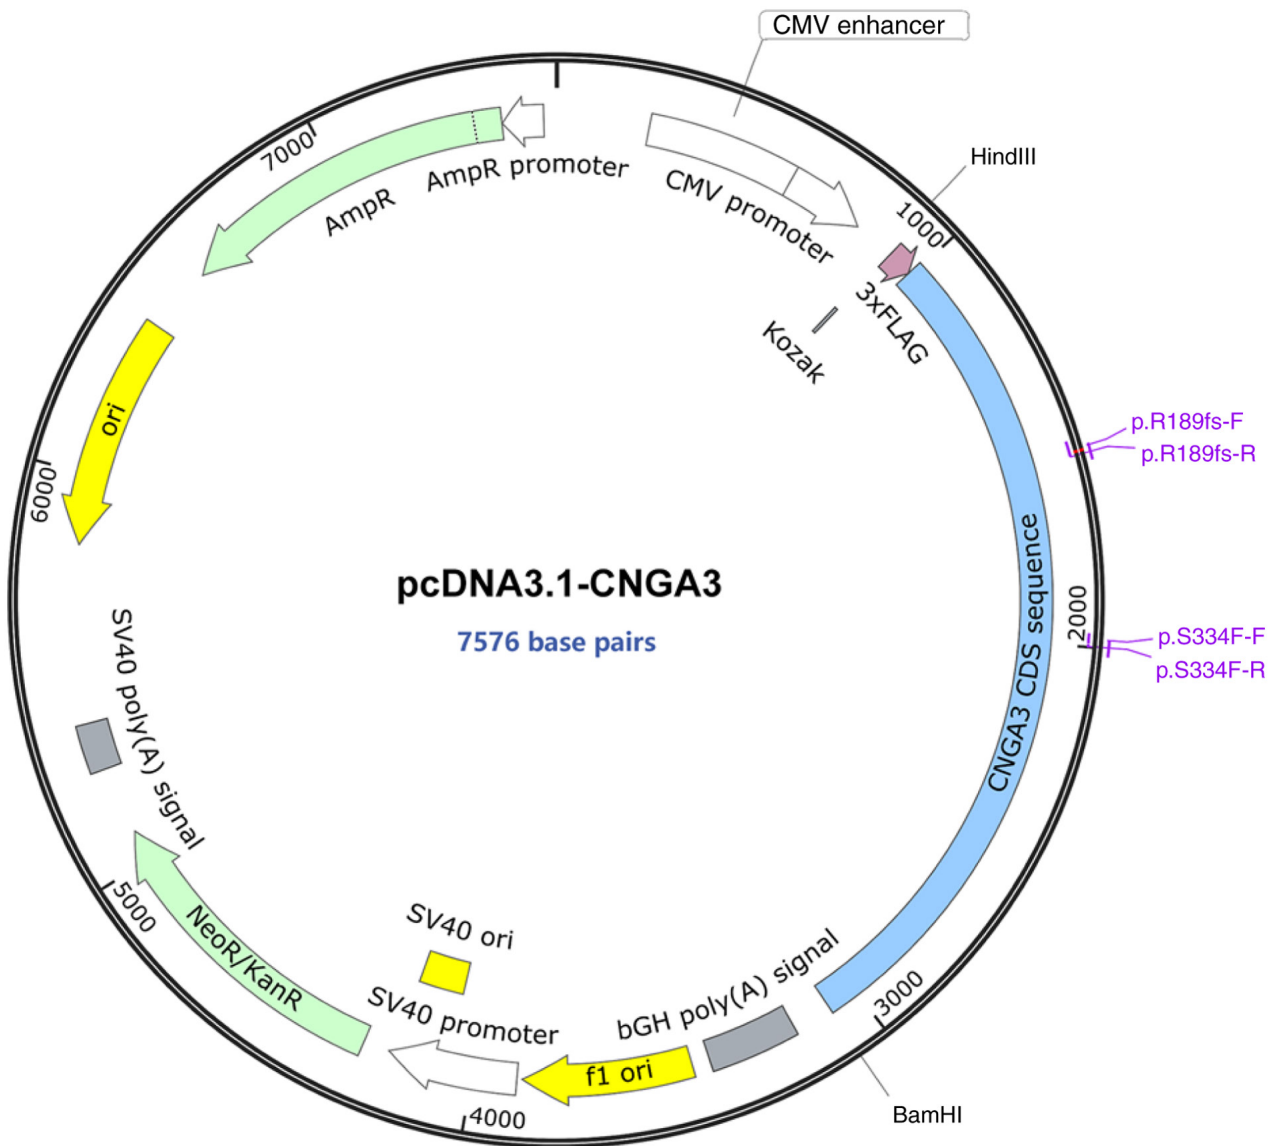 CMV enhancer
HindIII
1000
7000
AmpR promoter
AmpR
CMV promoter
3xFLAG
Kozak
p.R189fs-F
p.R189fs-R
ori
6000
CNGA3 CDS sequence
2000
p.S334F-F
p.S334F-R
pcDNA3.1-CNGA3
7576 base pairs
SV40 poly(A) signal
5000
NeoR/KanR
SV40 ori
SV40 promoter
bGH poly(A) signal
3000
f1 ori
4000
BamHI